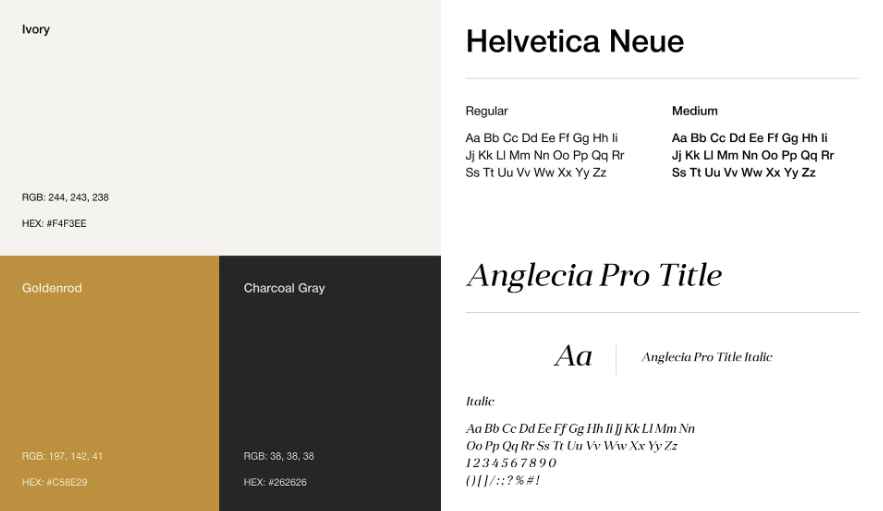 Ivory
RGB: 244, 243, 238
HEX: #F4F3EE
Goldenrod
RGB: 197, 142, 41
HEX: #C58E29
Charcoal Gray
RGB: 38, 38, 38
HEX: #262626
Helvetica Neue
Regular
Aa Bb Cc Dd Ee Ff Gg Hh Ii
Jj Kk Ll Mm Nn Oo Pp Qq Rr
Ss Tt Uu Vv Ww Xx Yy Zz
Medium
Aa Bb Cc Dd Ee Ff Gg Hh Ii
Jj Kk Ll Mm Nn Oo Pp Qq Rr
Ss Tt Uu Vv Ww Xx Yy Zz
Anglecia Pro Title
Aa
Anglecia Pro Title Italic
Italic
Aa Bb Cc Dd Ee Ff Gg Hh Ii Jj Kk Ll Mm Nn
Oo Pp Qq Rr Ss Tt Uu Vv Ww Xx Yy Zz
1 2 3 4 5 6 7 8 9 0
( ) [ ] / : ; ? % # !